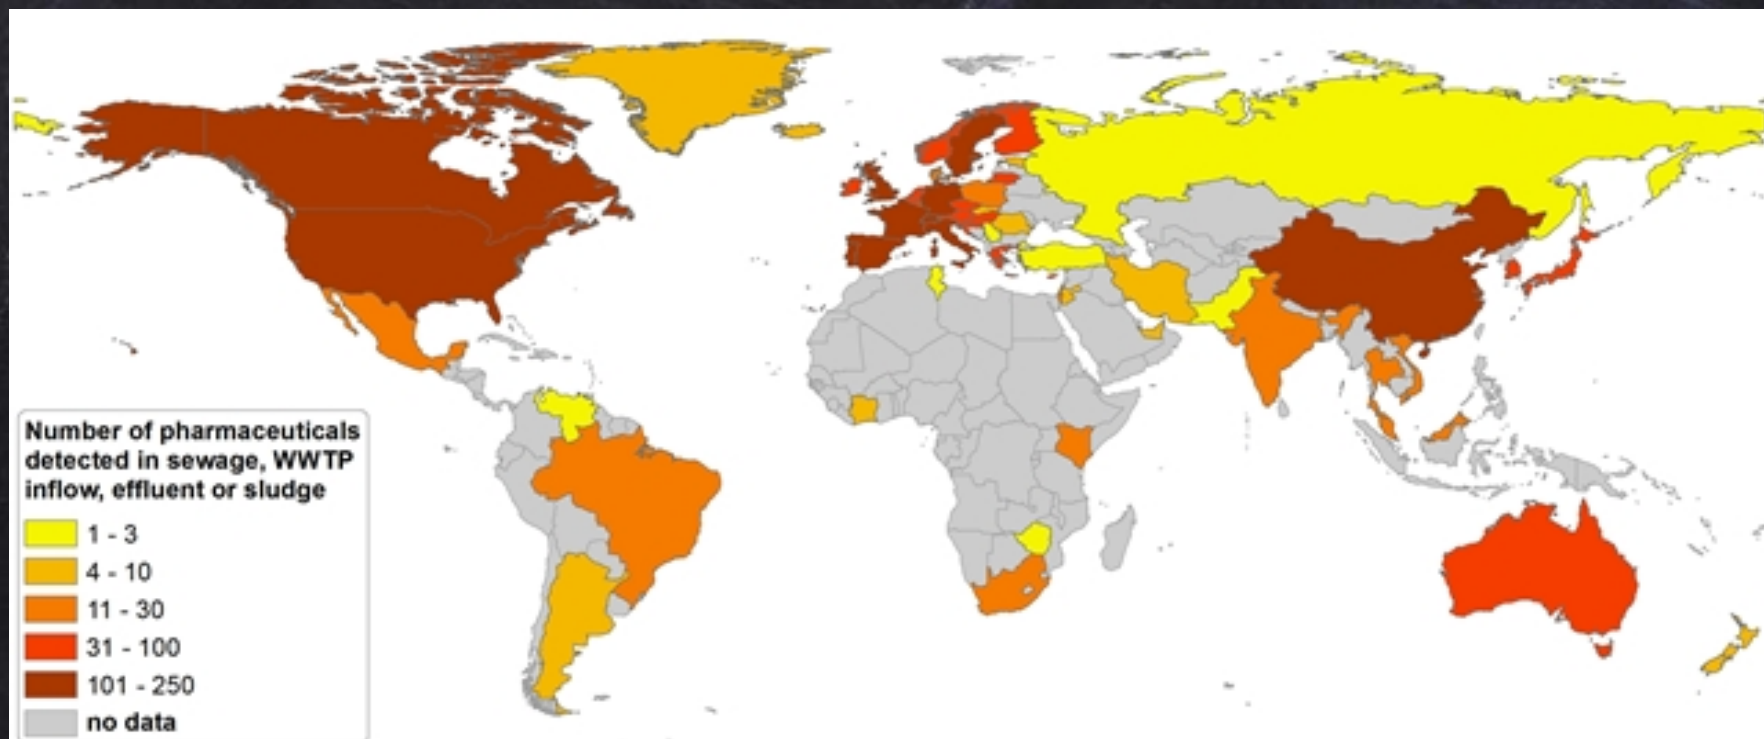 Number of pharmaceuticals
detected in sewage, WWTP
inflow, effluent or sludge
1 - 3
4 - 10
11 - 30
31 - 100
101 - 250
no data